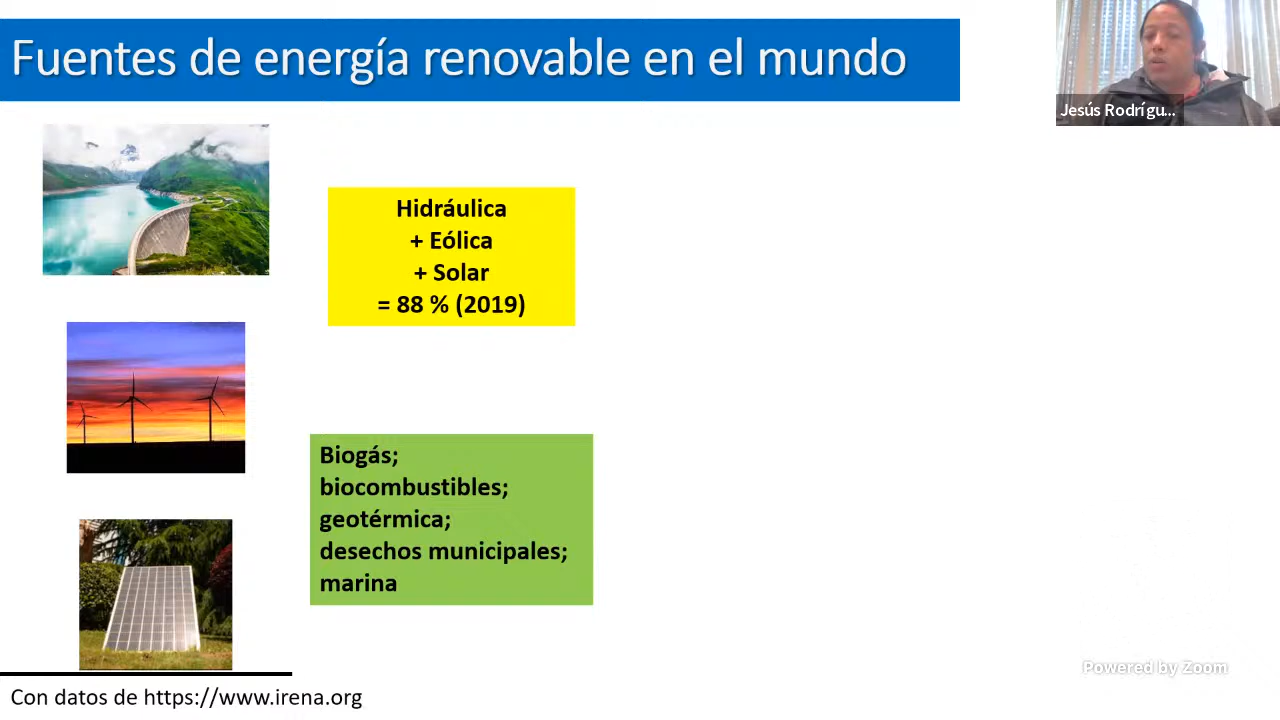 Fuentes de energía renovable en el mundo
Jesús Rodrígu...
Hidráulica
+ Eólica
+ Solar
= 88 % (2019)
Biogás;
biocombustibles;
geotérmica;
desechos municipales;
marina
Powered by Zoom
Con datos de https://www.irena.org